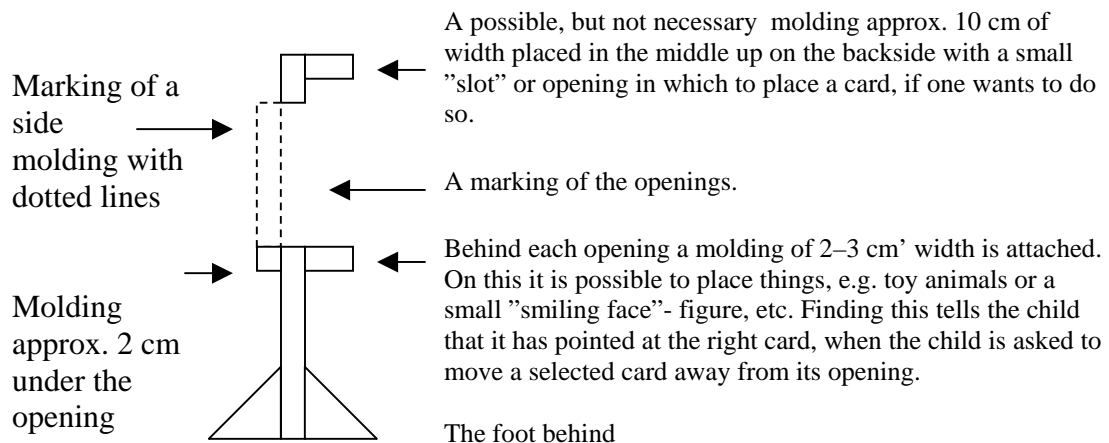 A possible, but not necessary  molding approx. 10 cm of
width placed in the middle up on the backside with a small
”slot” or opening in which to place a card, if one wants to do
so.
Marking of a
side
molding with
dotted lines
A marking of the openings.
Behind each opening a molding of 2–3 cm’ width is attached.
On this it is possible to place things, e.g. toy animals or a
small ”smiling face”- figure, etc. Finding this tells the child
that it has pointed at the right card, when the child is asked to
move a selected card away from its opening.
Molding
approx. 2 cm
under the
opening
The foot behind